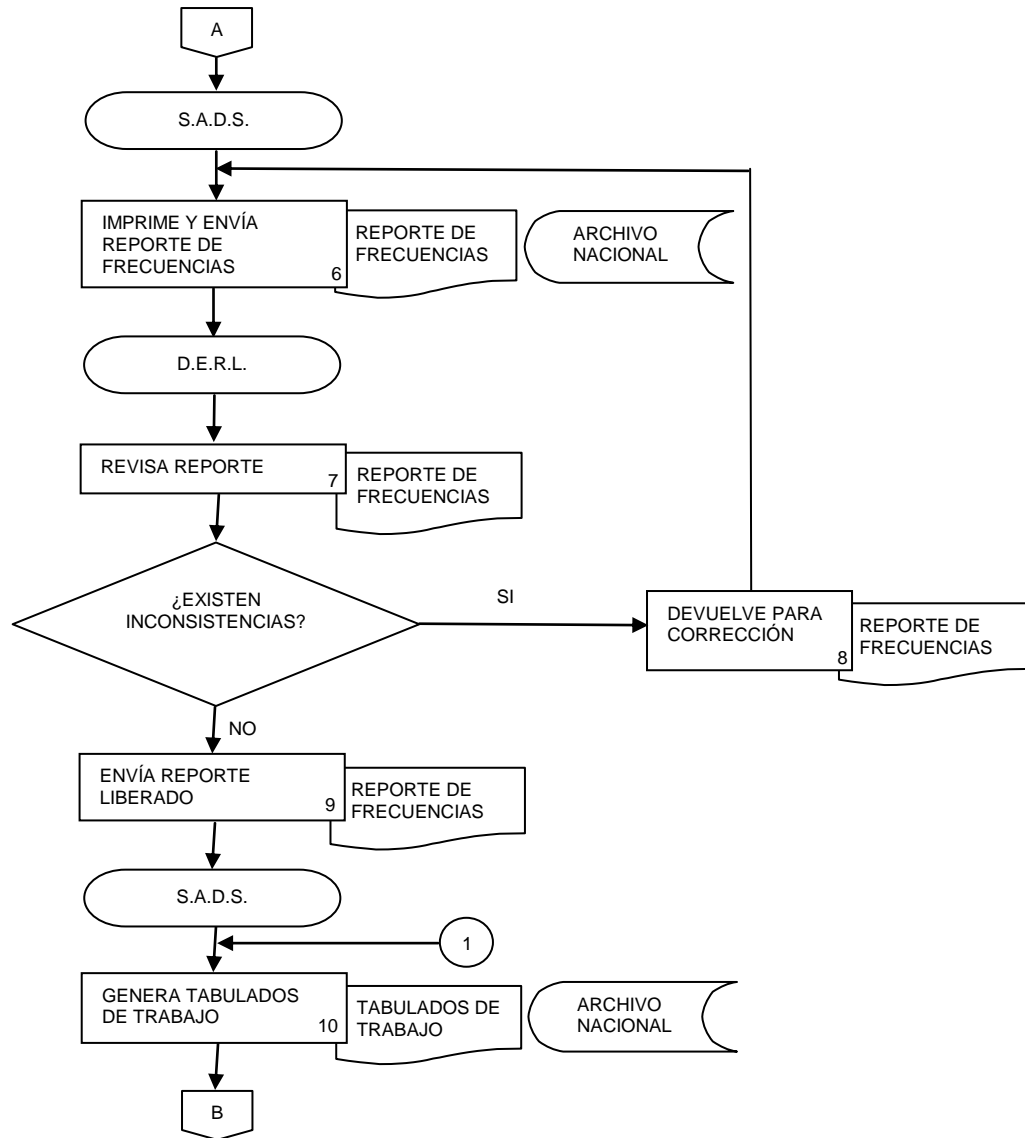 A
S.A.D.S.
IMPRIME Y ENVÍA
REPORTE DE
FRECUENCIAS
6
REPORTE DE
FRECUENCIAS
ARCHIVO
NACIONAL
D.E.R.L.
REVISA REPORTE
7
REPORTE DE
FRECUENCIAS
¿EXISTEN
INCONSISTENCIAS?
SI
DEVUELVE PARA
CORRECCIÓN
8
REPORTE DE
FRECUENCIAS
NO
ENVÍA REPORTE
LIBERADO
9
REPORTE DE
FRECUENCIAS
S.A.D.S.
1
GENERA TABULADOS
DE TRABAJO
10
TABULADOS DE
TRABAJO
ARCHIVO
NACIONAL
B